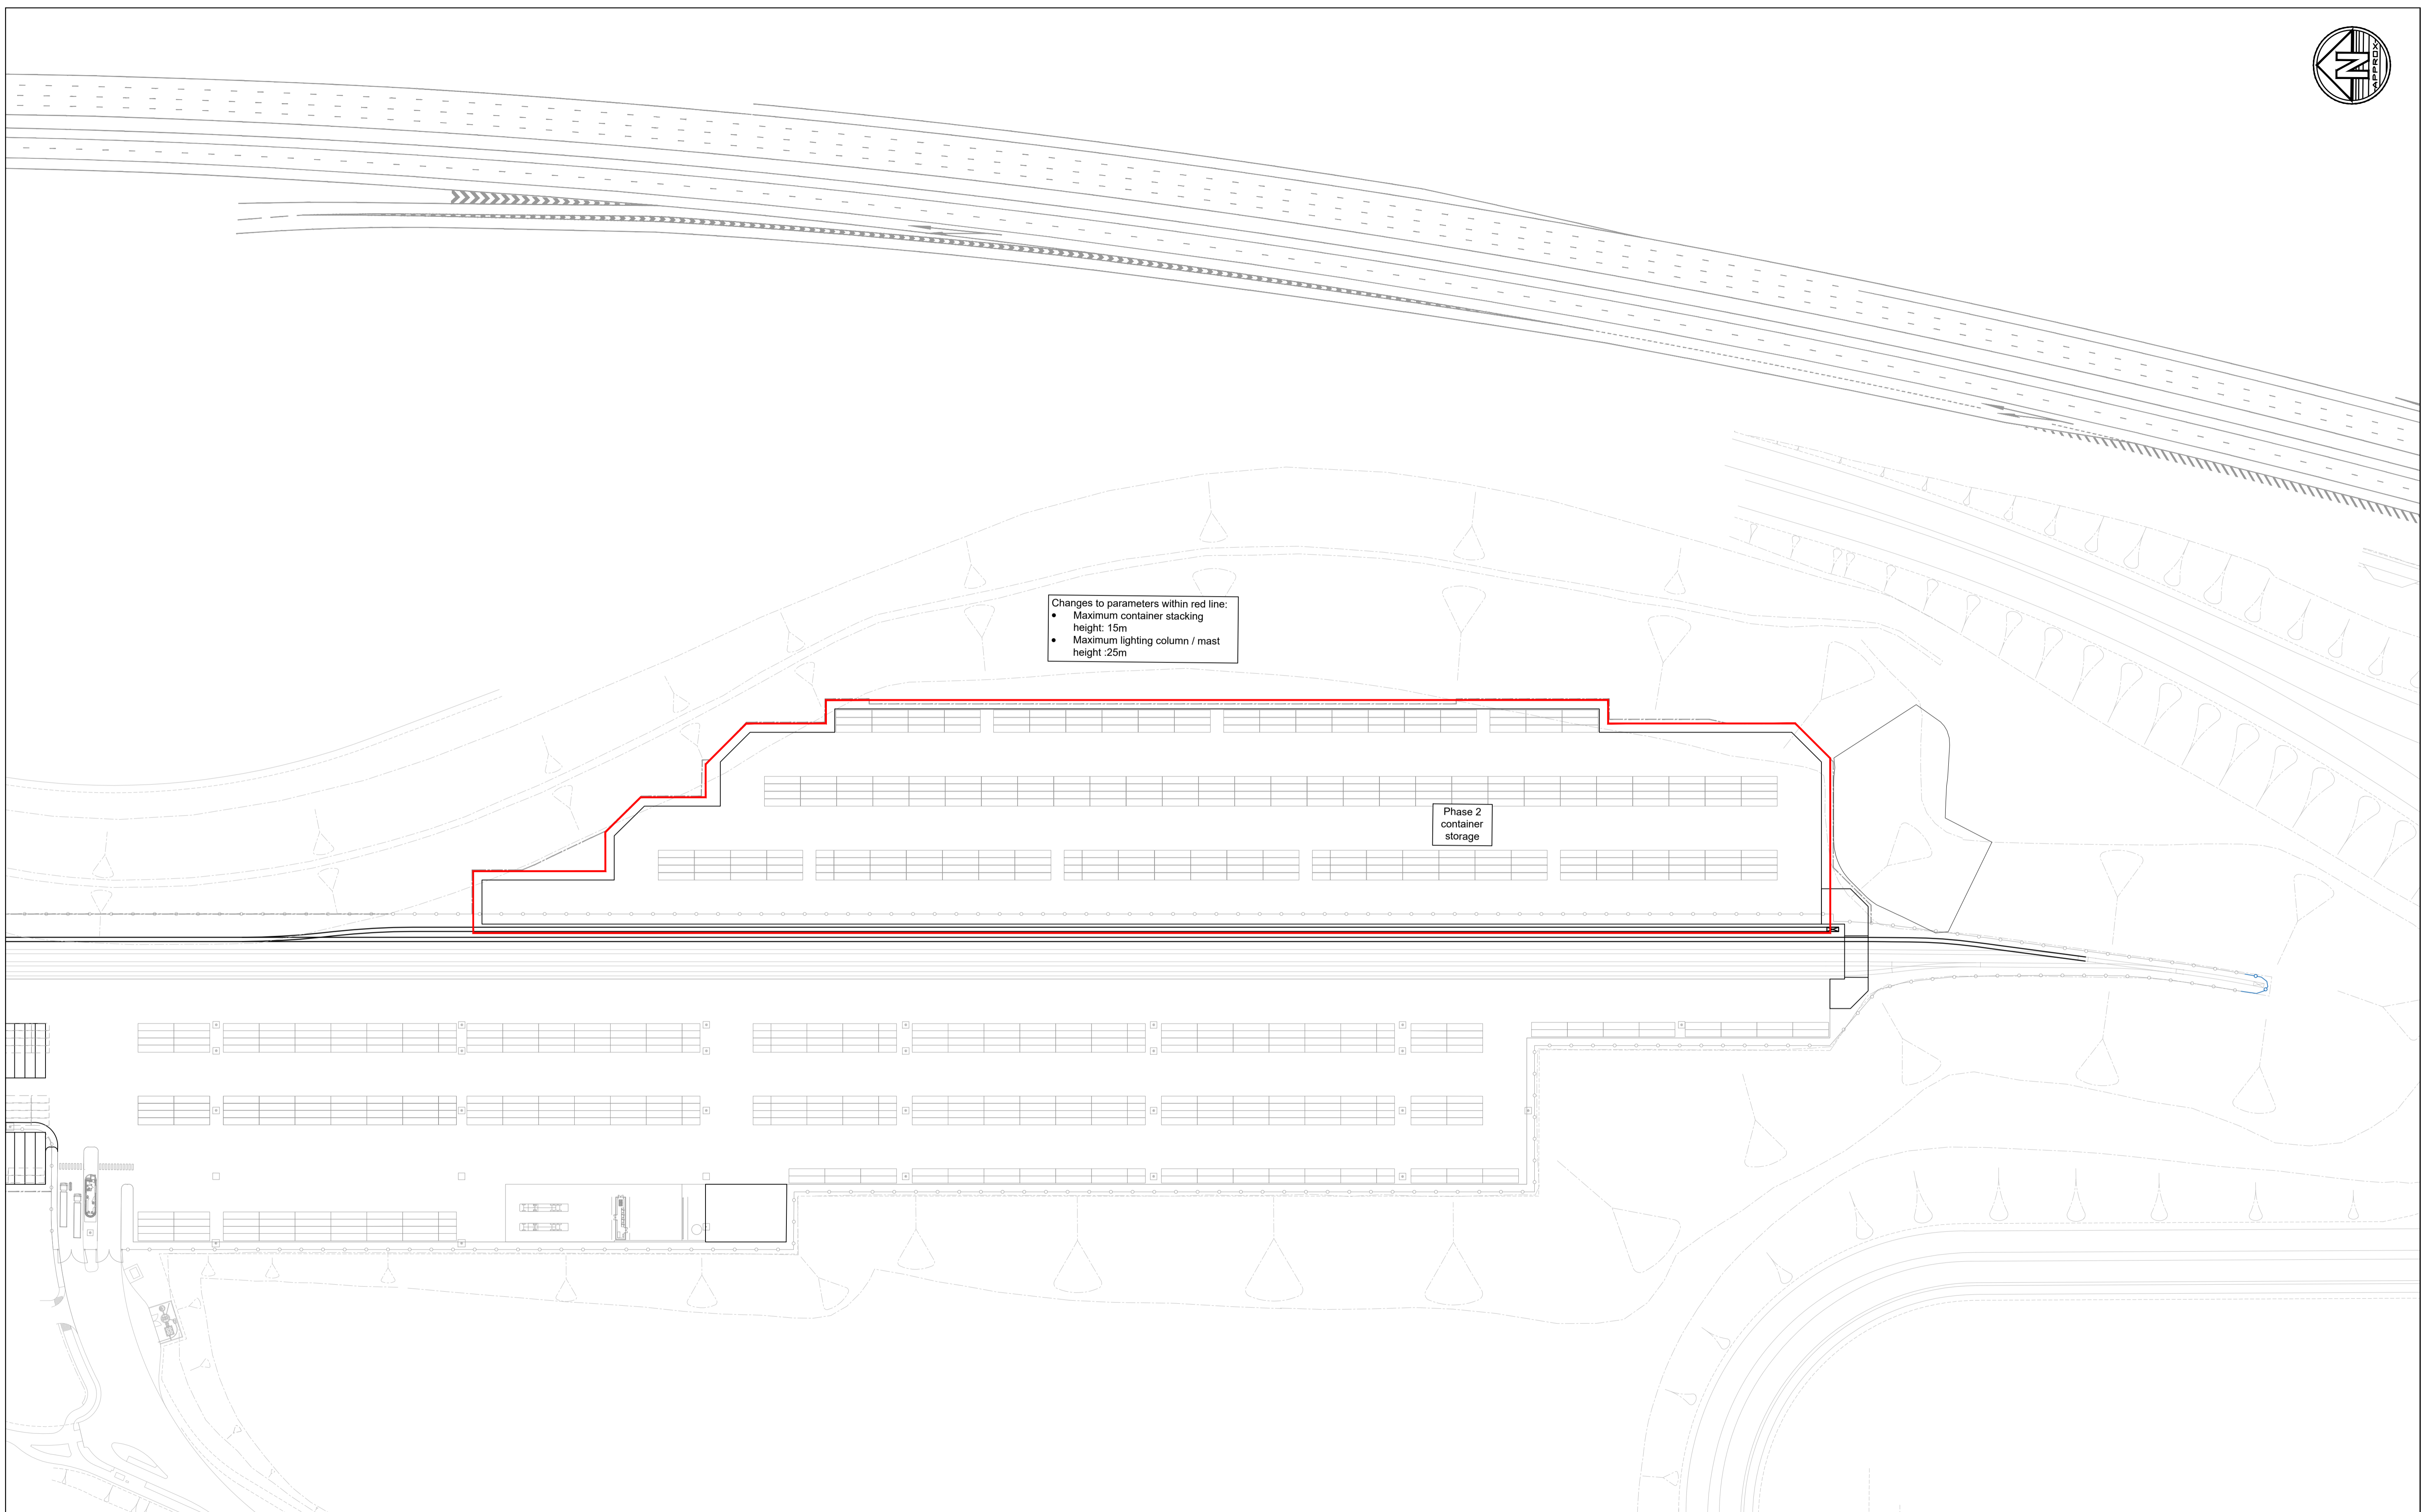 N
APPROX
Changes to parameters within red line:
• Maximum container stacking
height: 15m
• Maximum lighting column / mast
height :25m
Phase 2
container
storage